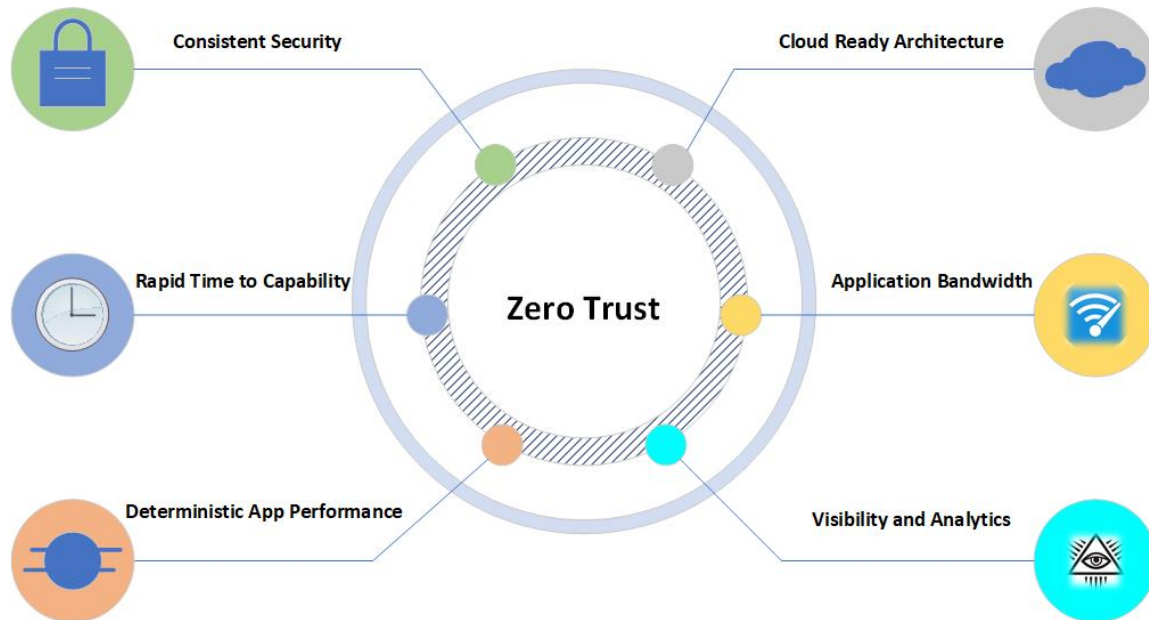 Consistent Security
Cloud Ready Architecture
Rapid Time to Capability
Application Bandwidth
Zero Trust
Deterministic App Performance
Visibility and Analytics